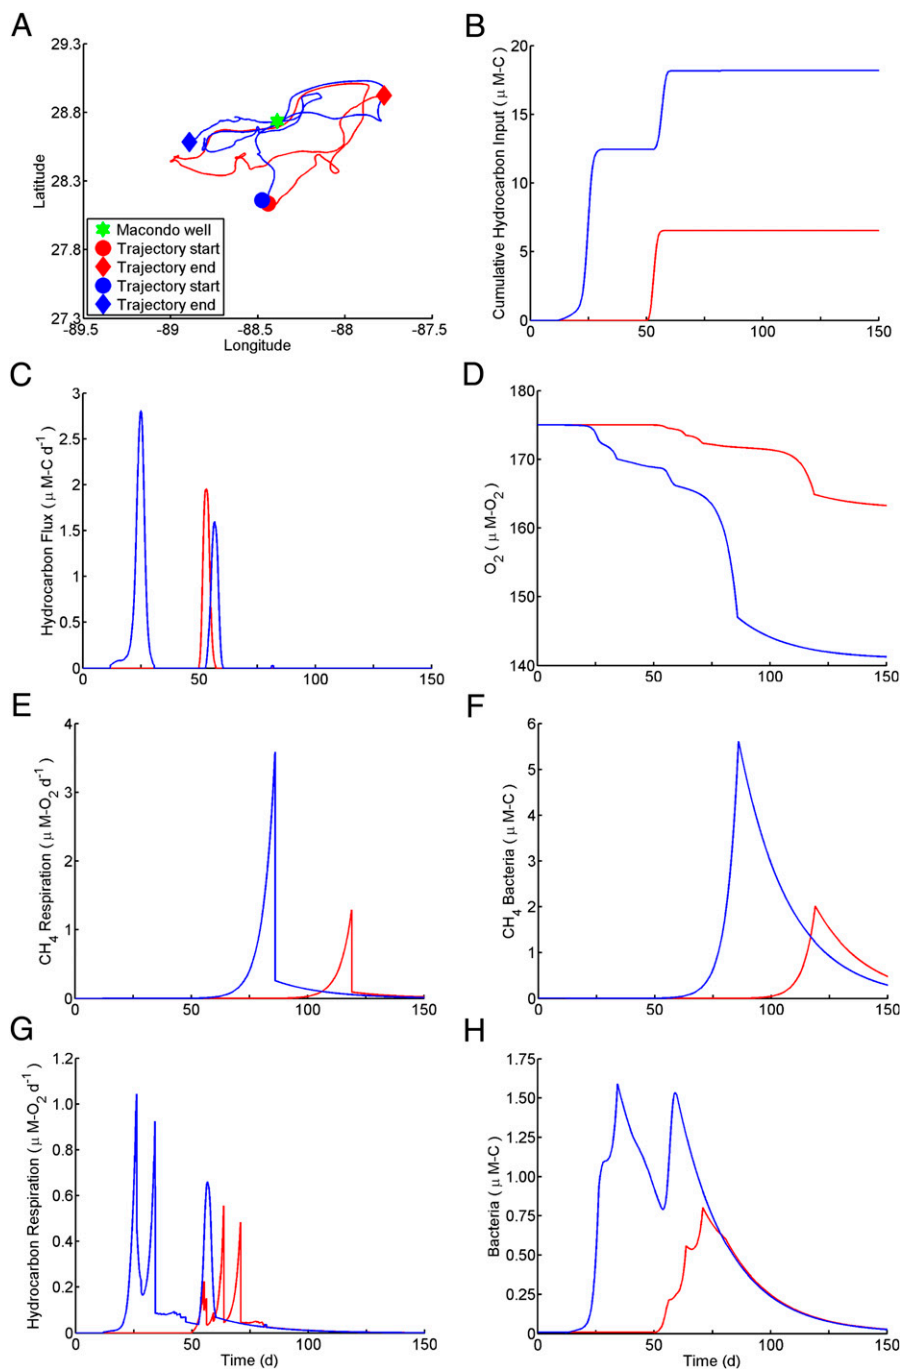 A
29.3
28.8
28.3
27.8
27.3
Latitude
Macondo well
Trajectory start
Trajectory end
Trajectory start
Trajectory end
-89.5 -89 -88.5 -88 -87.5
Longitude
B
20
15
10
5
0
Cumulative Hydrocarbon Input ( μ M-C )
0 50 100 150
C
3
2.5
2
1.5
1
0.5
0
Hydrocarbon Flux ( μ M-C d-1 )
0 50 100 150
D
180
170
160
150
140
O2 ( μ M-O2 )
0 50 100 150
E
4
3
2
1
0
CH4 Respiration ( μ M-O2 d-1 )
0 50 100 150
F
6
5
4
3
2
1
0
CH4 Bacteria ( μ M-C )
0 50 100 150
G
1.2
1.0
0.8
0.6
0.4
0.2
0
Hydrocarbon Respiration ( μ M-O2 d-1 )
0 50 100 150
Time (d)
H
1.75
1.50
1.25
1.00
0.75
0.50
0.25
0
Bacteria ( μ M-C )
0 50 100 150
Time (d)